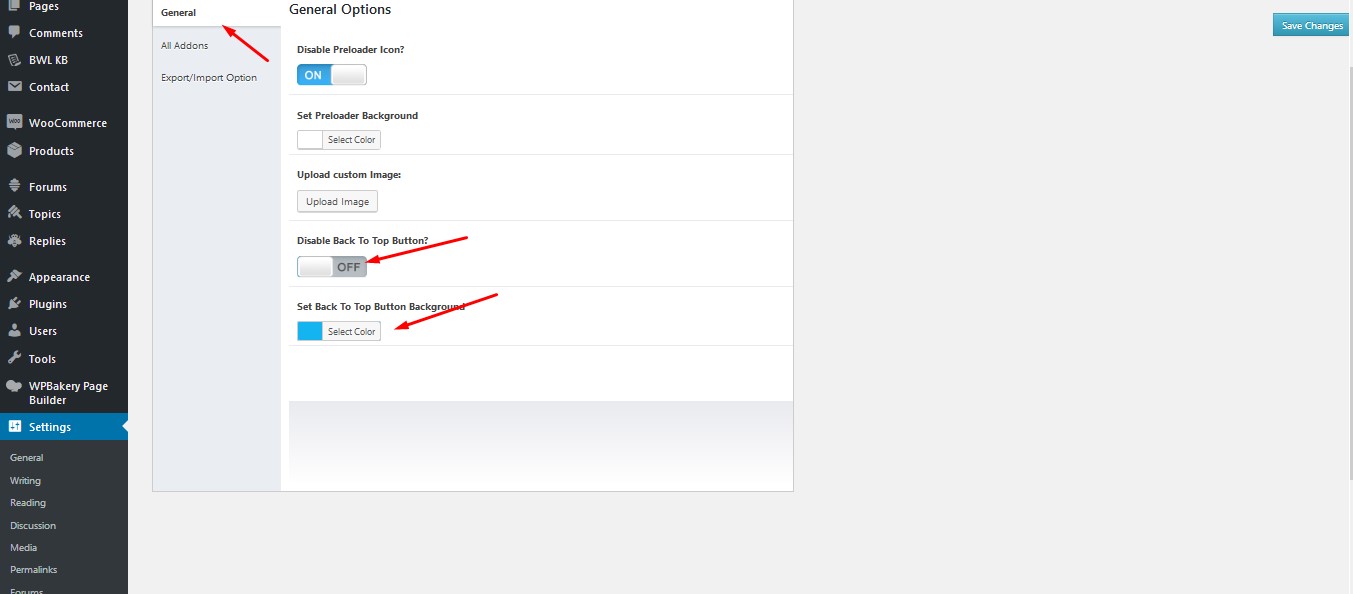 Pages
Comments
BWL KB
Contact
WOO
WooCommerce
Products
Forums
Topics
Replies
Appearance
Plugins
Users
Tools
WPBakery Page
Builder
Settings
General
Writing
Reading
Discussion
Media
Permalinks
Forums
General
All Addons
Export/Import Option
General Options
Disable Preloader Icon?
ON
Set Preloader Background
Select Color
Upload custom Image:
Upload Image
Disable Back To Top Button?
OFF
Set Back To Top Button Background
Select Color
Save Changes